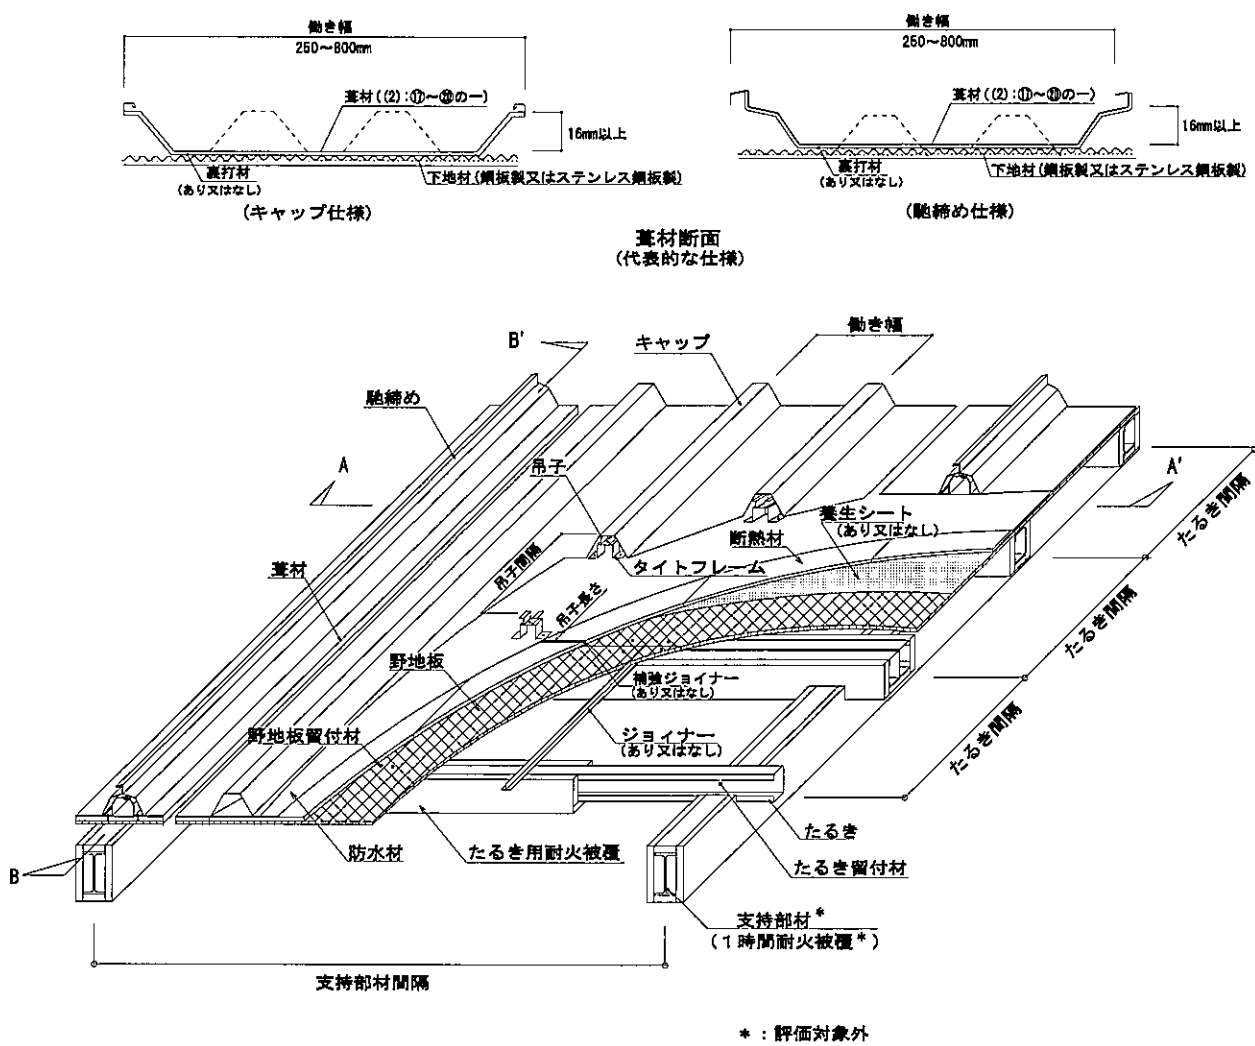 働き幅
250～600mm
葺材((2):⑰～⑳の一)
16mm以上
裏打材
(あり又はなし)
下地材(鋼板製又はステンレス鋼板製)
(キャップ仕様)
働き幅
250～600mm
葺材((2):⑰～⑳の一)
16mm以上
裏打材
(あり又はなし)
下地材(鋼板製又はステンレス鋼板製)
(馳締め仕様)
葺材断面
(代表的な仕様)
働き幅
B'
キャップ
馳締め
A
吊子
A'
養生シート
(あり又はなし)
断熱材
たるき間隔
葺材
吊子間隔
タイトフレーム
吊子長さ
たるき間隔
野地板
補強ジョイナー
(あり又はなし)
野地板留付材
ジョイナー
(あり又はなし)
たるき間隔
防水材
たるき用耐火被覆
たるき
たるき留付材
B
支持部材*
(1時間耐火被覆*)
支持部材間隔
*：評価対象外